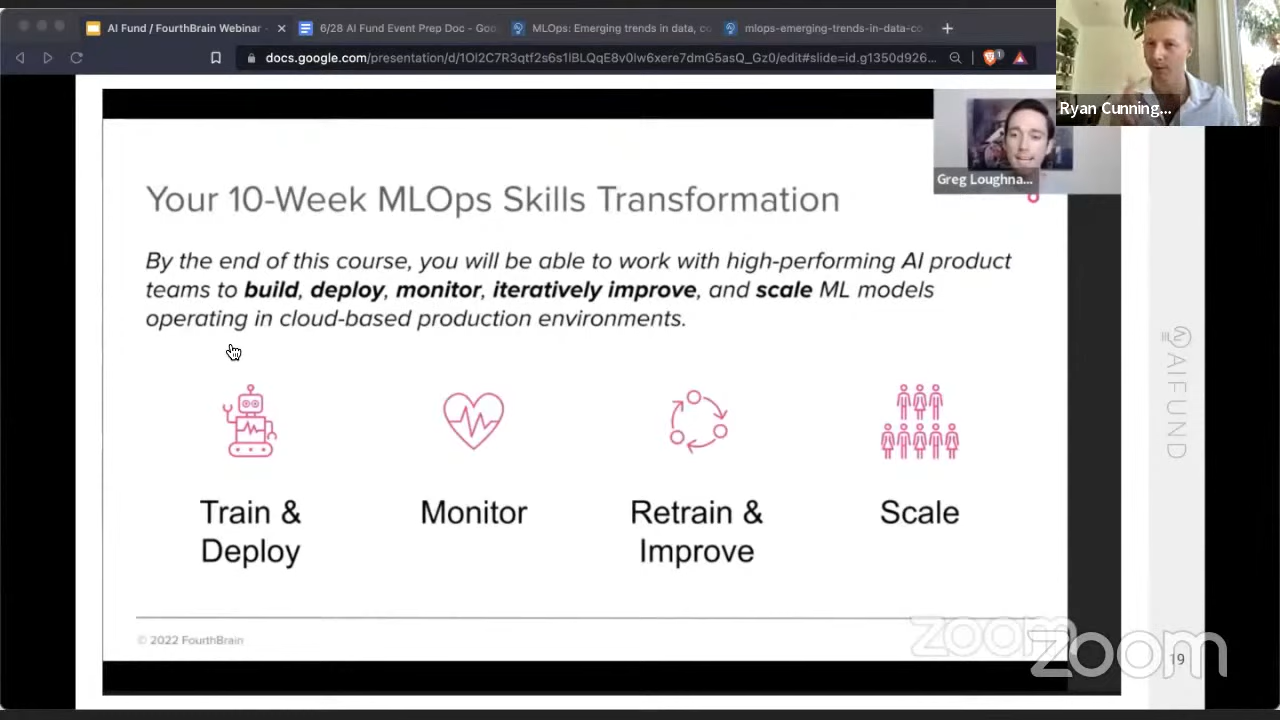 AI Fund / FourthBrain Webinar -
6/28 AI Fund Event Prep Doc - Goo
MLOps: Emerging trends in data, co
mlops-emerging-trends-in-data-co
docs.google.com/presentation/d/1Ol2C7R3qtf2s6s1lBLQqE8v0lw6xere7dmG5asQ_Gz0/edit#slide=id.g1350d926...
1
Ryan Cunning...
Greg Loughna...
Your 10-Week MLOps Skills Transformation
By the end of this course, you will be able to work with high-performing AI product
teams to build, deploy, monitor, iteratively improve, and scale ML models
operating in cloud-based production environments.
Train &
Deploy
Monitor
Retrain &
Improve
Scale
AIFUND
© 2022 FourthBrain
zoom
zoom
19